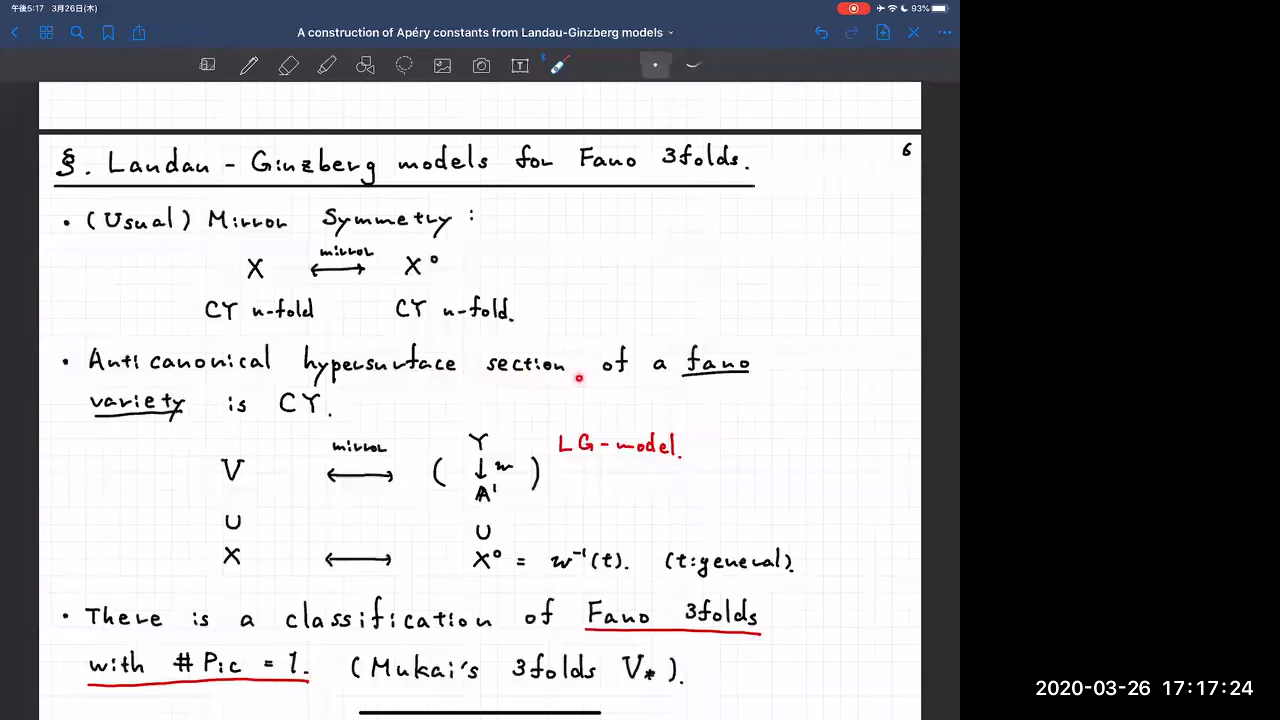 午後5:17 3月26日(木)
93%
A construction of Apéry constants from Landau-Ginzberg models
T
6
§. Landau - Ginzberg models for Fano 3folds.
• (Usual) Mirror Symmetry :
mirror
X ⟷ X°
CY n-fold CY n-fold.
• Anticanonical hypersurface section of a fano
variety is CY.
mirror Y LG-model.
V ⟷ ( ↓ w )
A¹
∪ ∪
X ⟷ X° = w⁻¹(t). (t:general).
• There is a classification of Fano 3folds
with #Pic = 1. (Mukai's 3folds V*).
2020-03-26 17:17:24